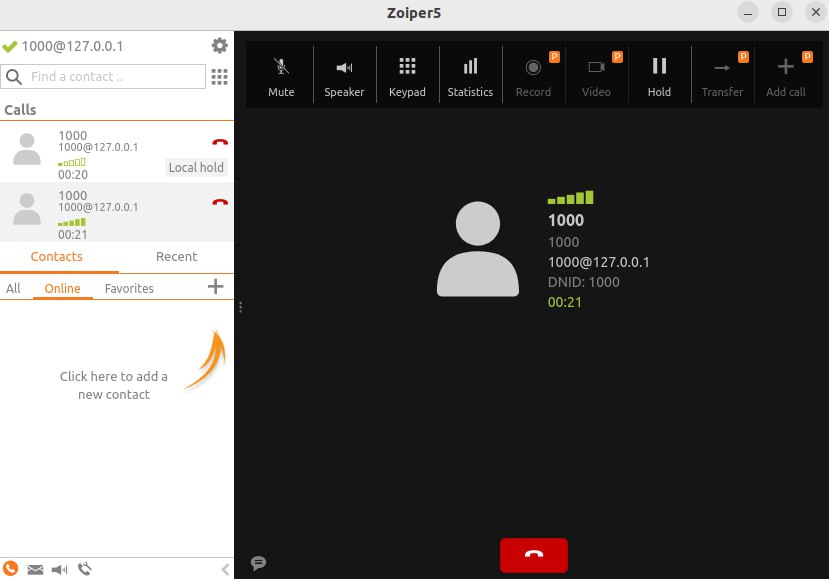 Zoiper5
1000@127.0.0.1
Find a contact ..
Calls
1000
1000@127.0.0.1
00:20
Local hold
1000
1000@127.0.0.1
00:21
Contacts Recent
All Online Favorites
Click here to add a
new contact
Mute Speaker Keypad Statistics Record P Video P Hold Transfer P Add call P
1000
1000
1000@127.0.0.1
DNID: 1000
00:21